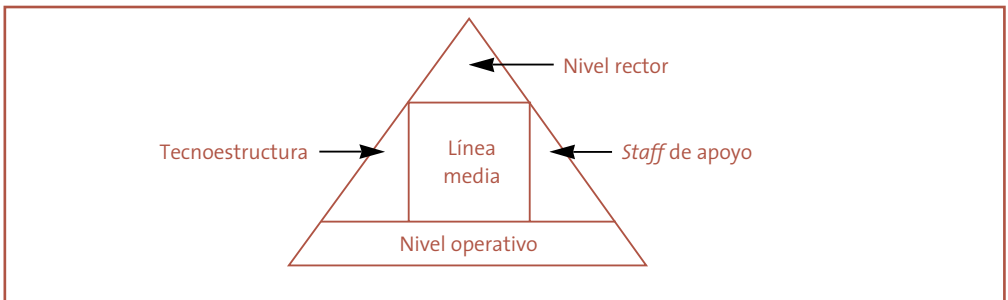 Nivel rector
Tecnoestructura
Línea
media
Staff de apoyo
Nivel operativo